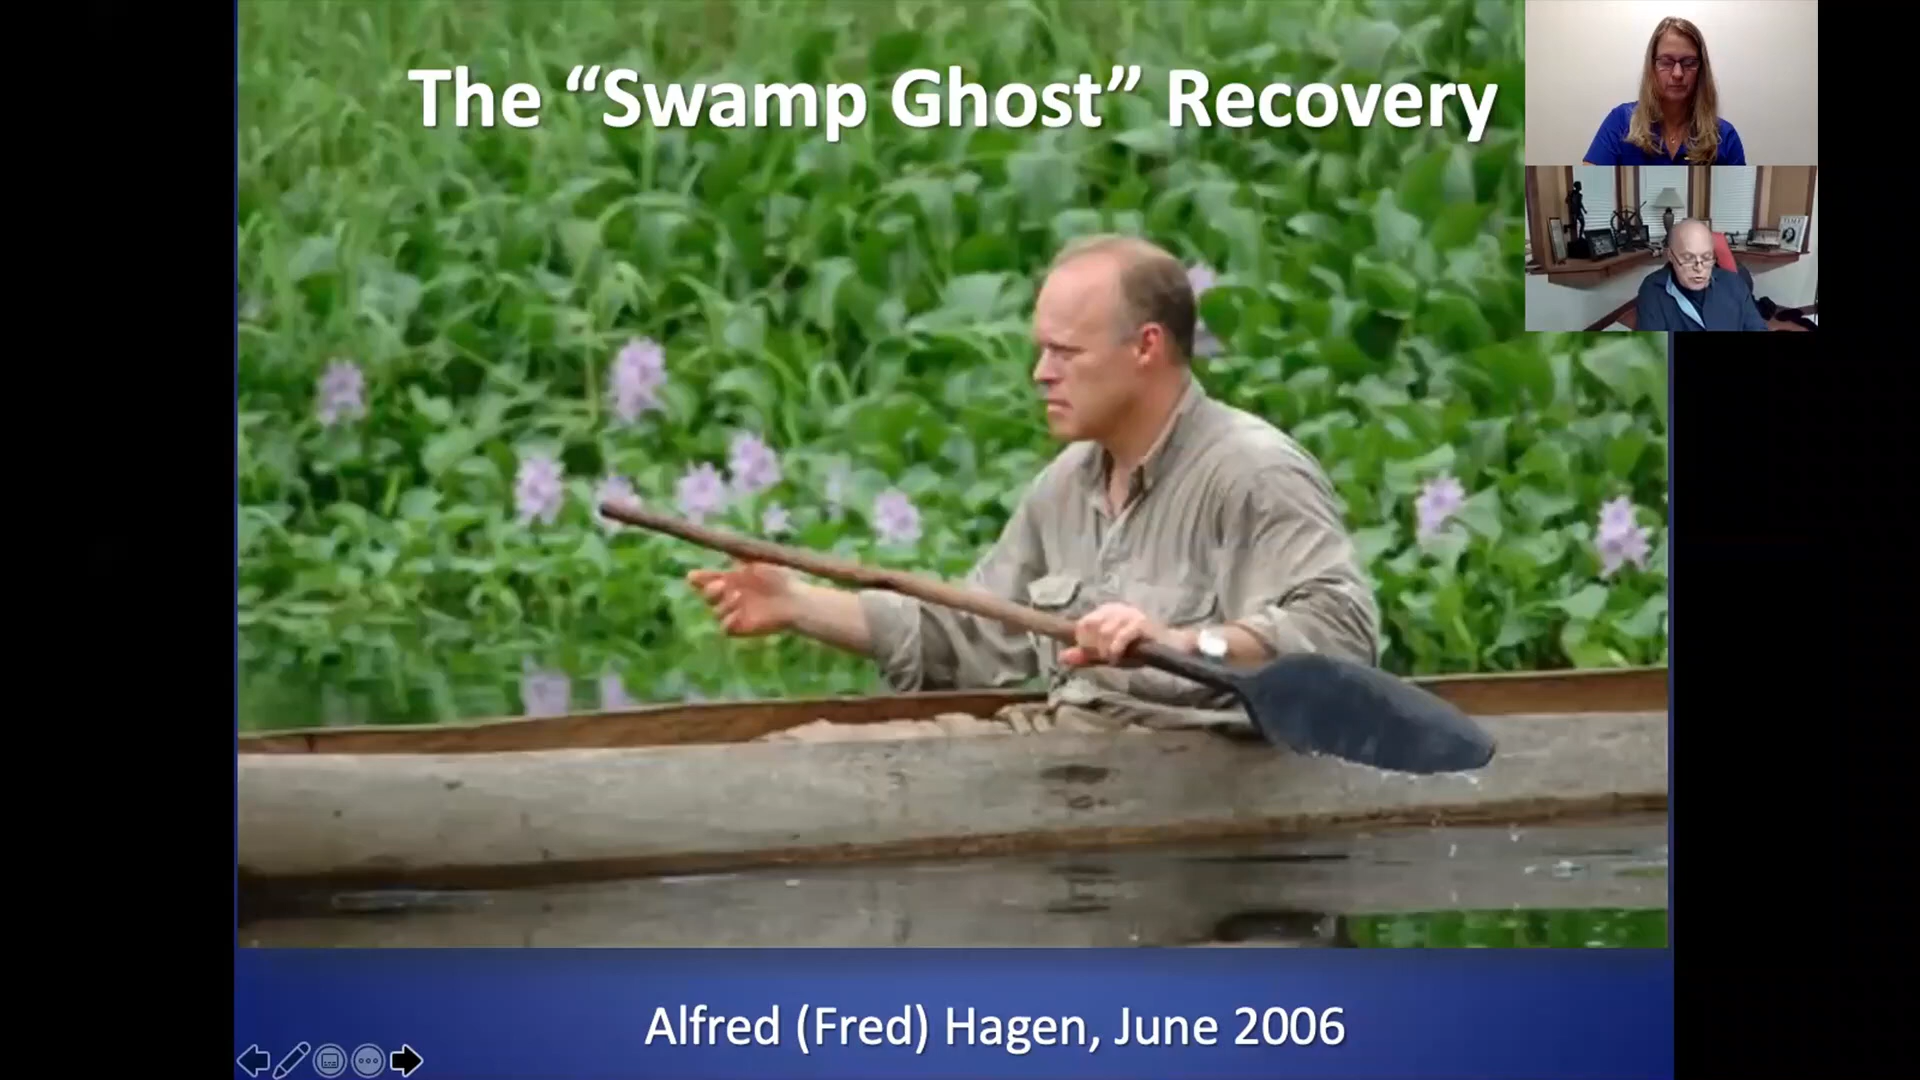 The “Swamp Ghost” Recovery
Alfred (Fred) Hagen, June 2006